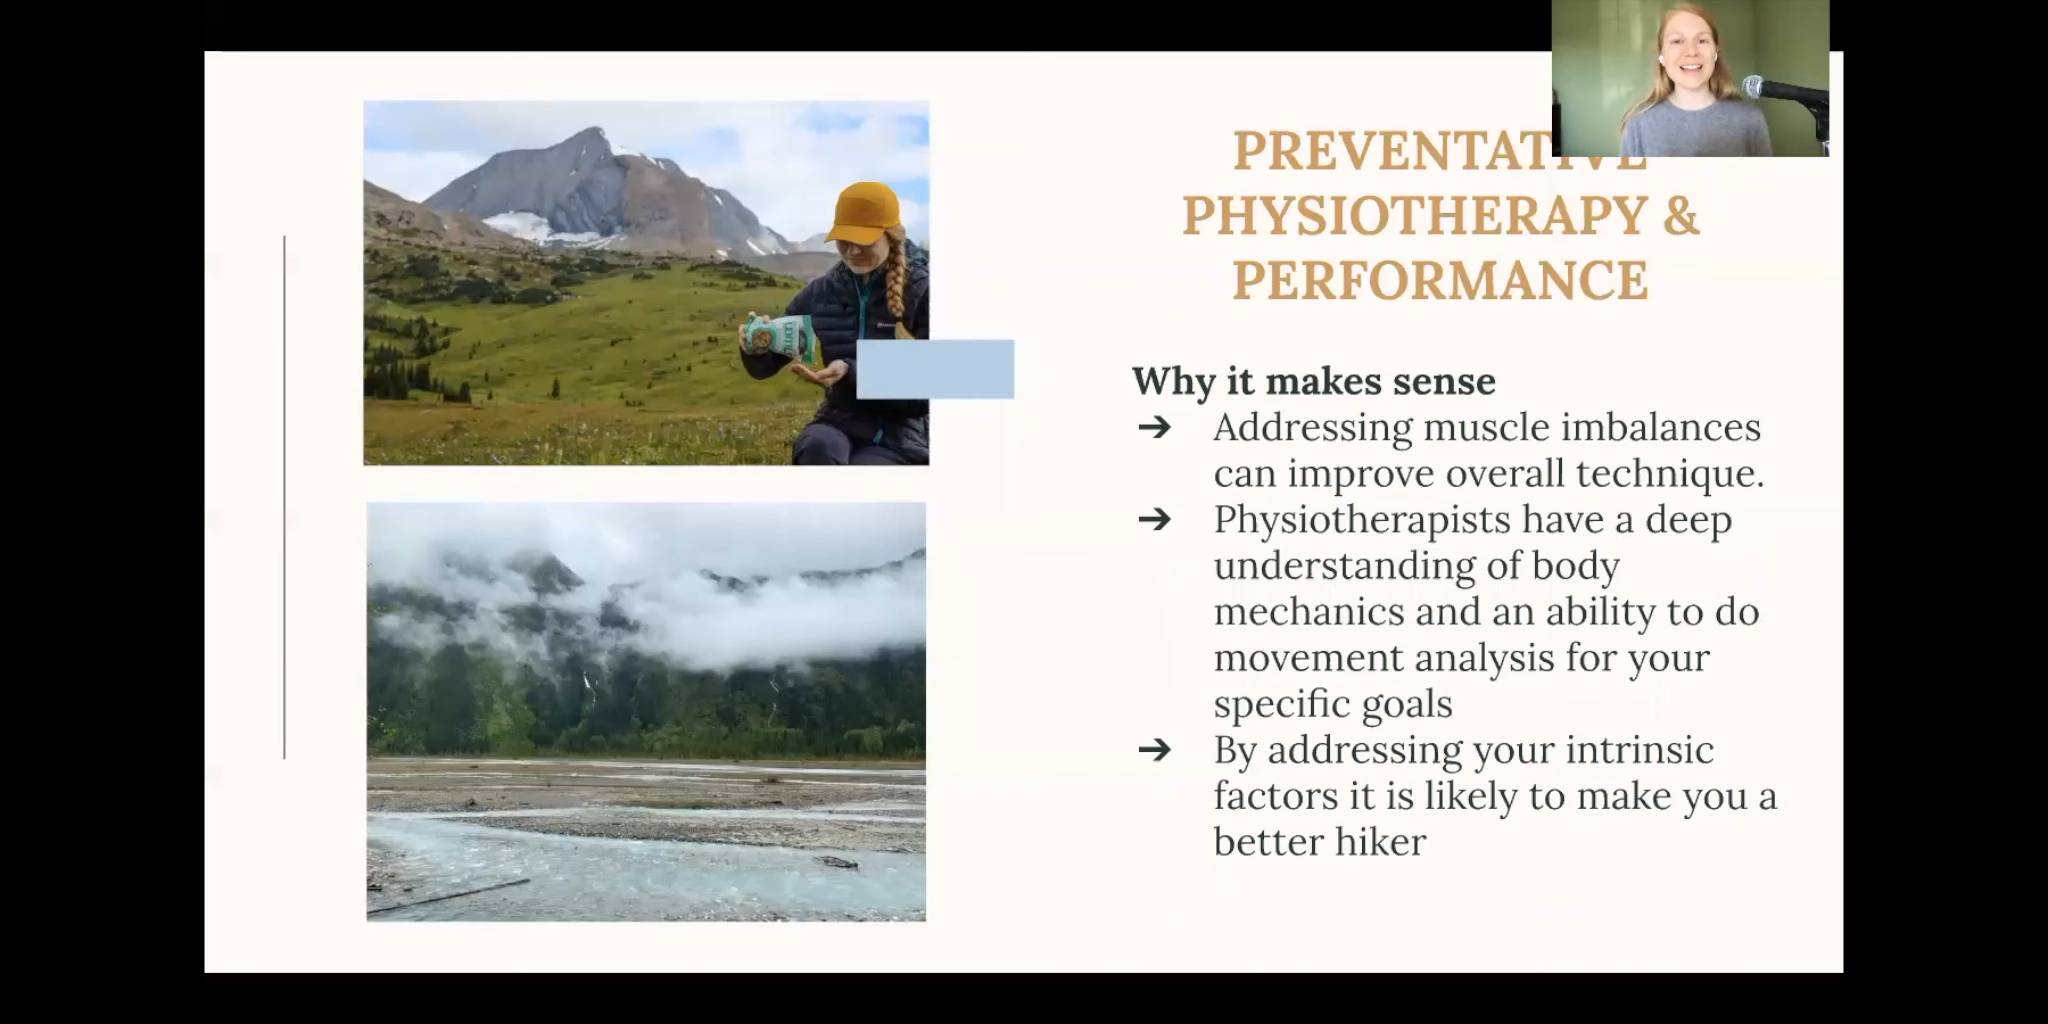 PREVENTATIVE
PHYSIOTHERAPY &
PERFORMANCE
Why it makes sense
➔ Addressing muscle imbalances
can improve overall technique.
➔ Physiotherapists have a deep
understanding of body
mechanics and an ability to do
movement analysis for your
specific goals
➔ By addressing your intrinsic
factors it is likely to make you a
better hiker